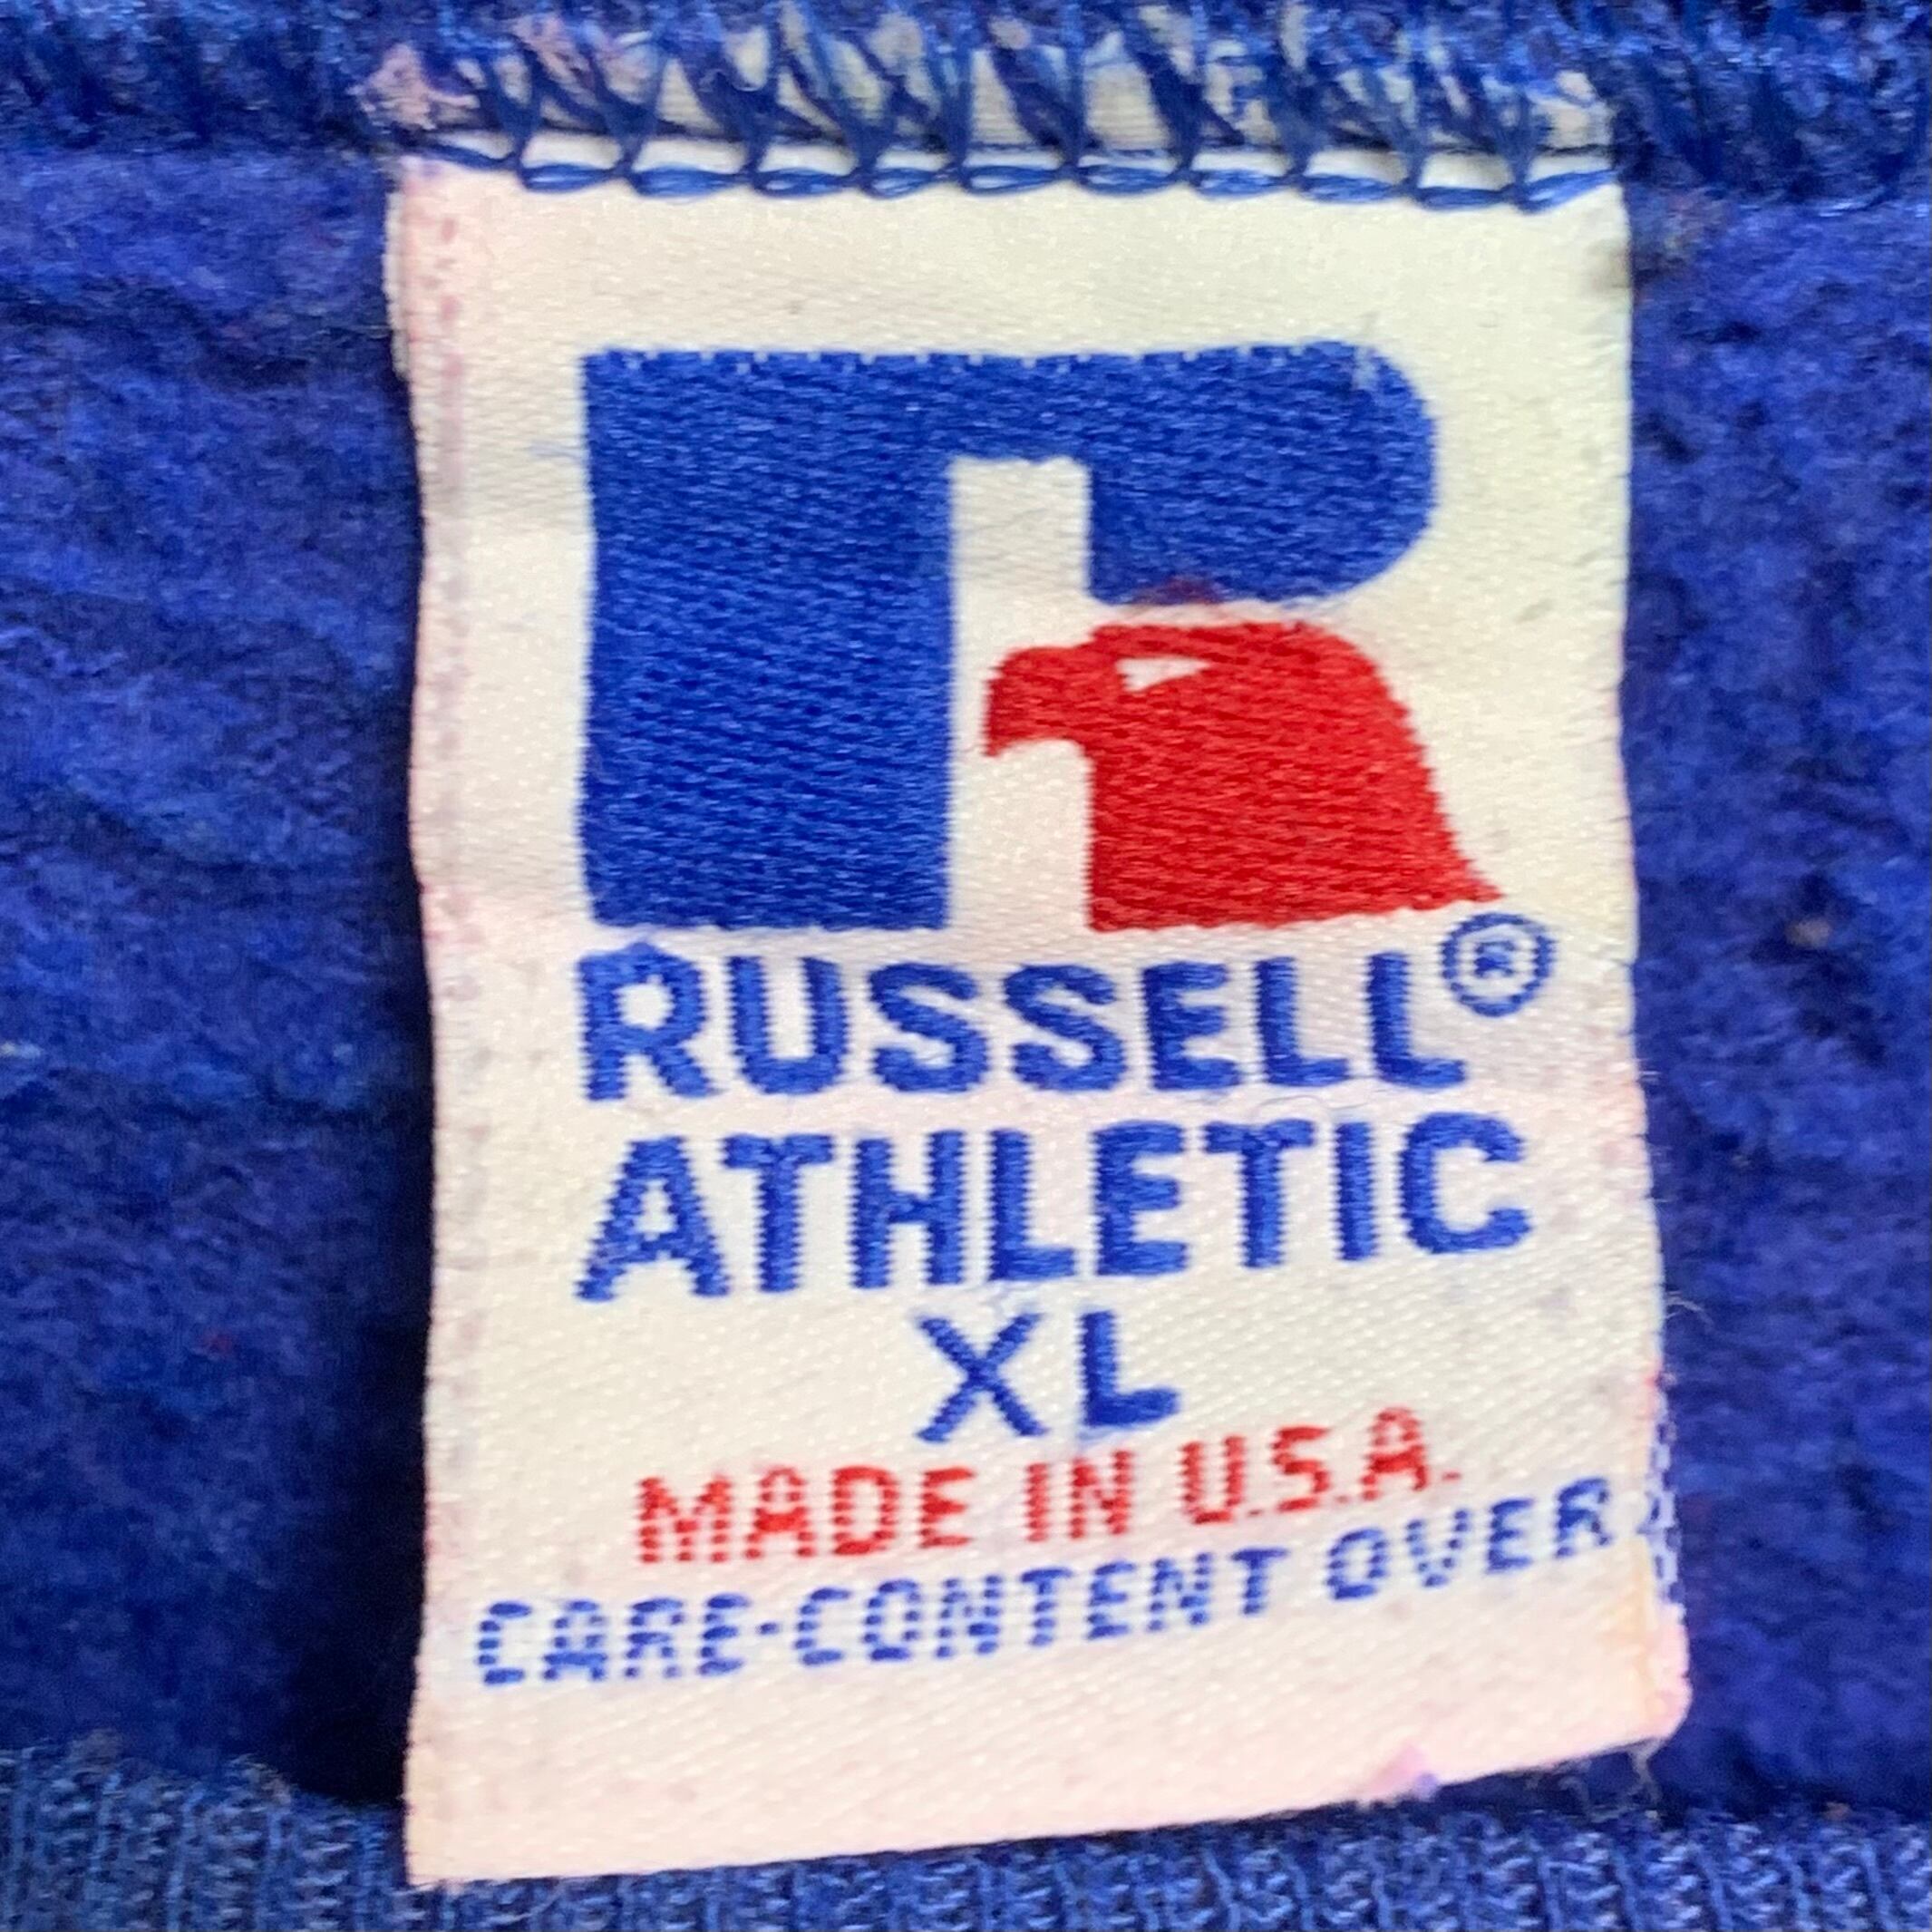 R
RUSSELL®
ATHLETIC
XL
MADE IN U.S.A.
CARE·CONTENT OVER